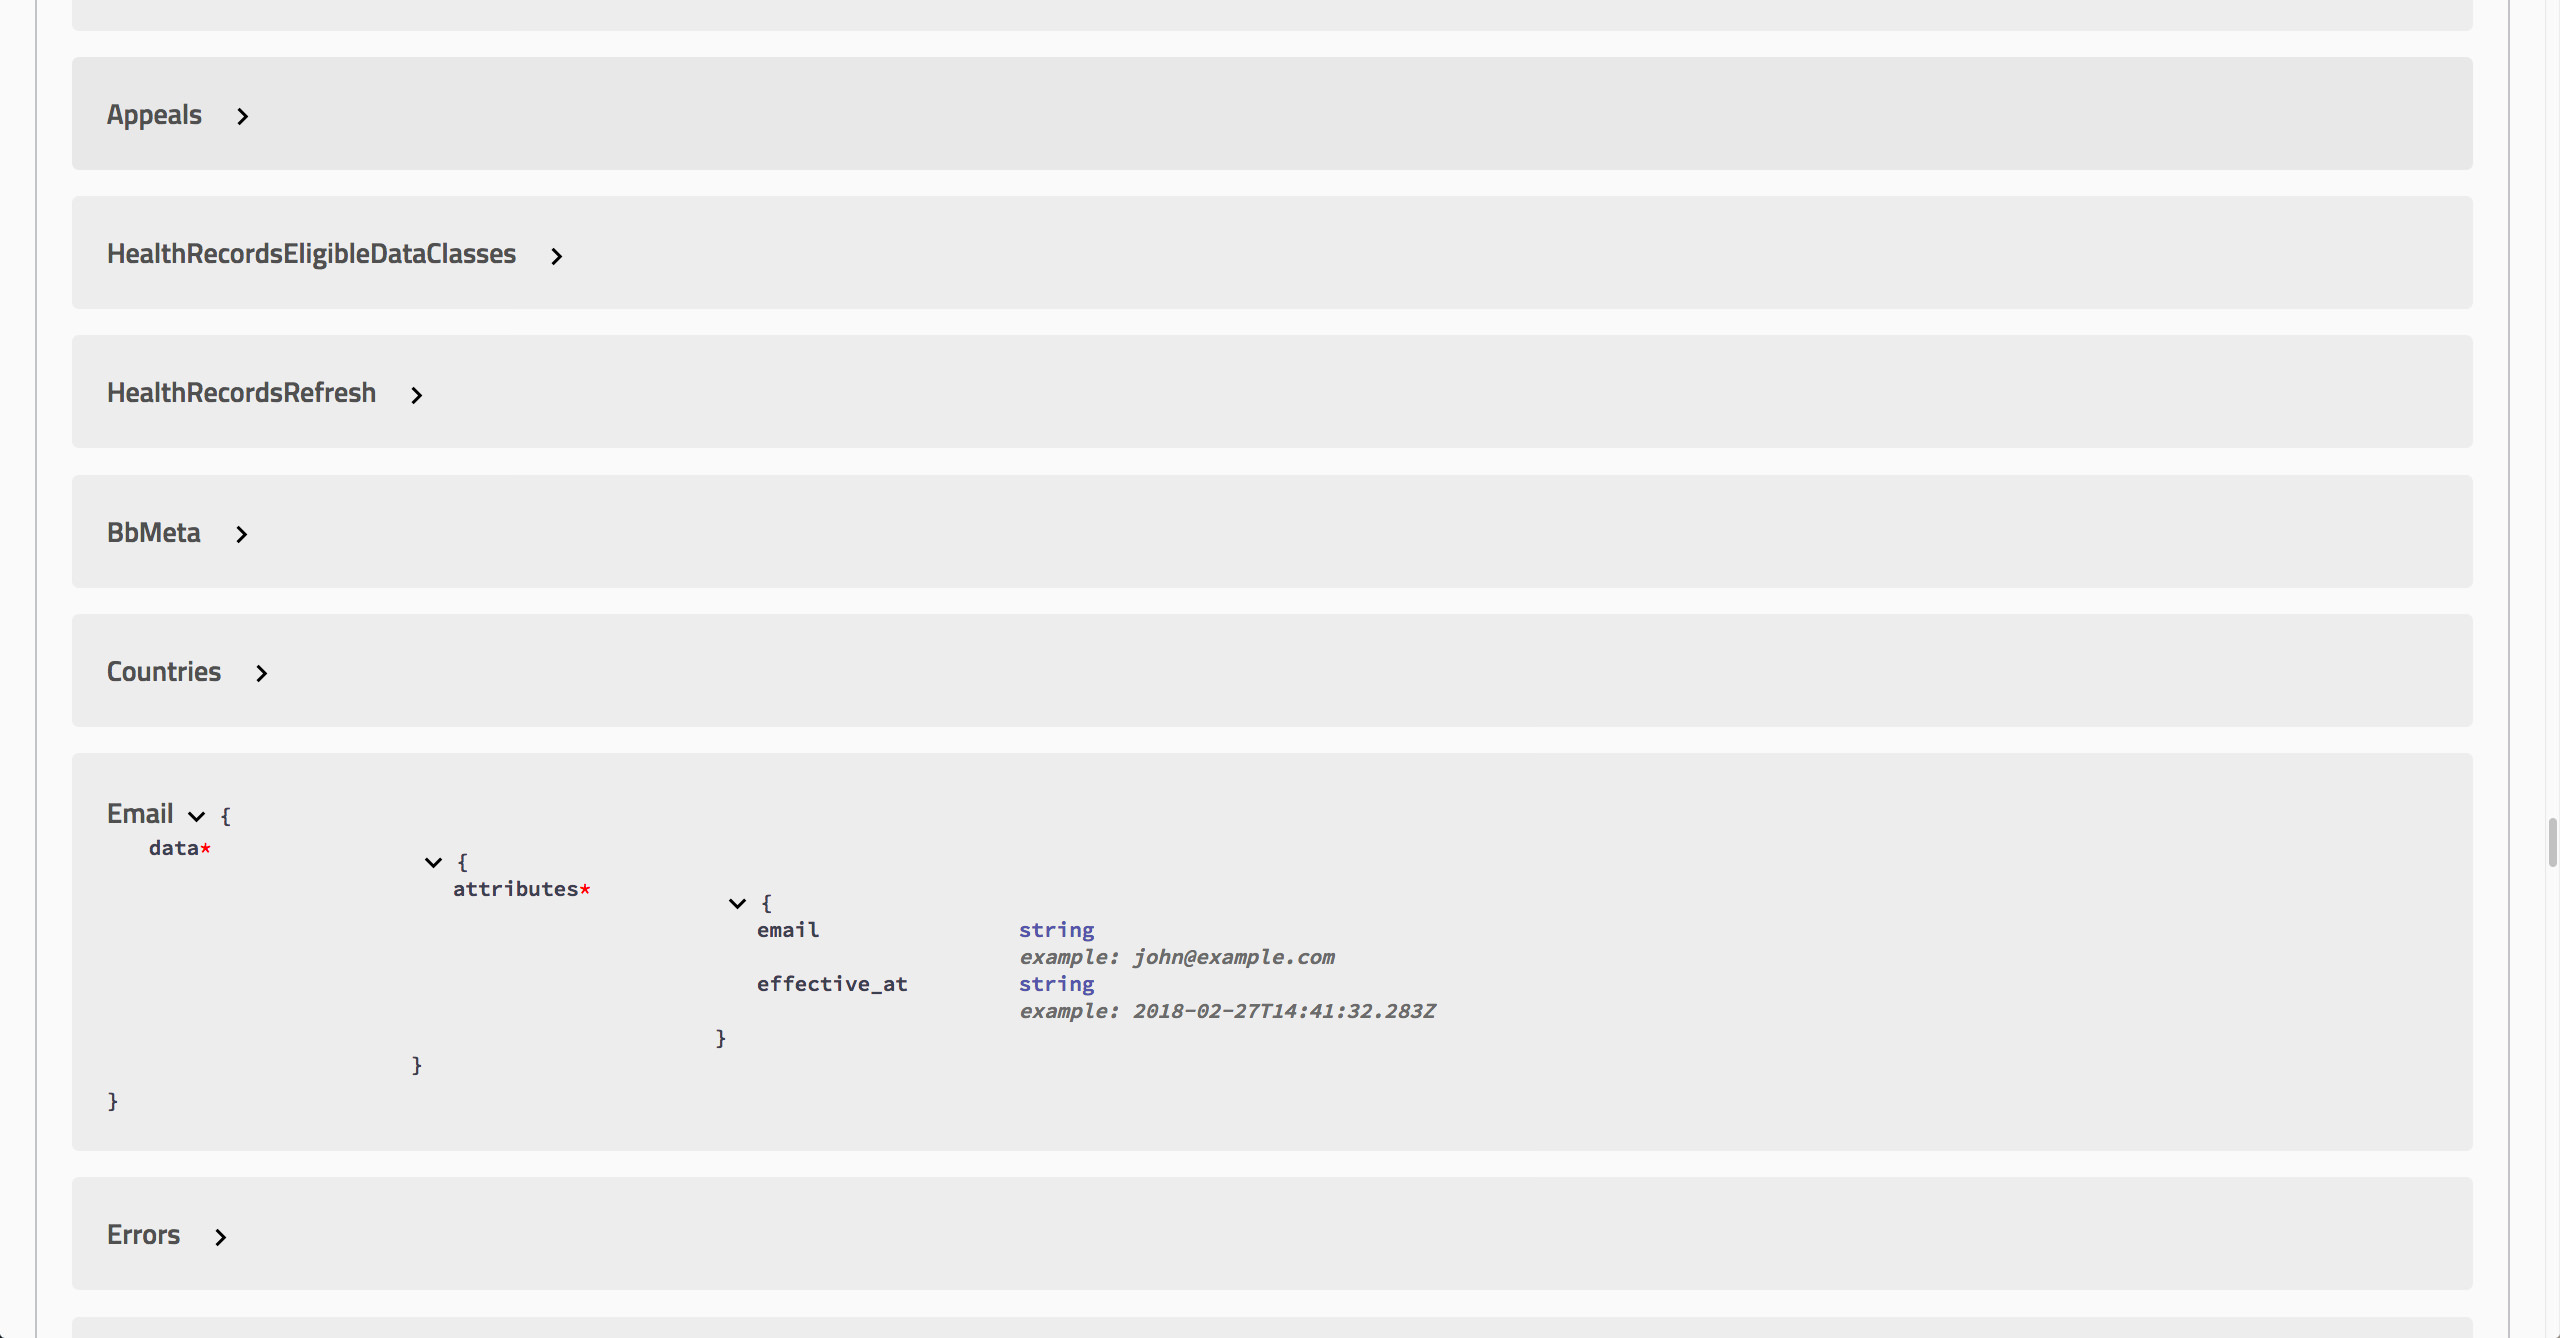 Appeals
HealthRecordsEligibleDataClasses
HealthRecordsRefresh
BbMeta
Countries
Email {
data*
{
attributes*
{
email string
example: john@example.com
effective_at string
example: 2018-02-27T14:41:32.283Z
}
}
}
Errors